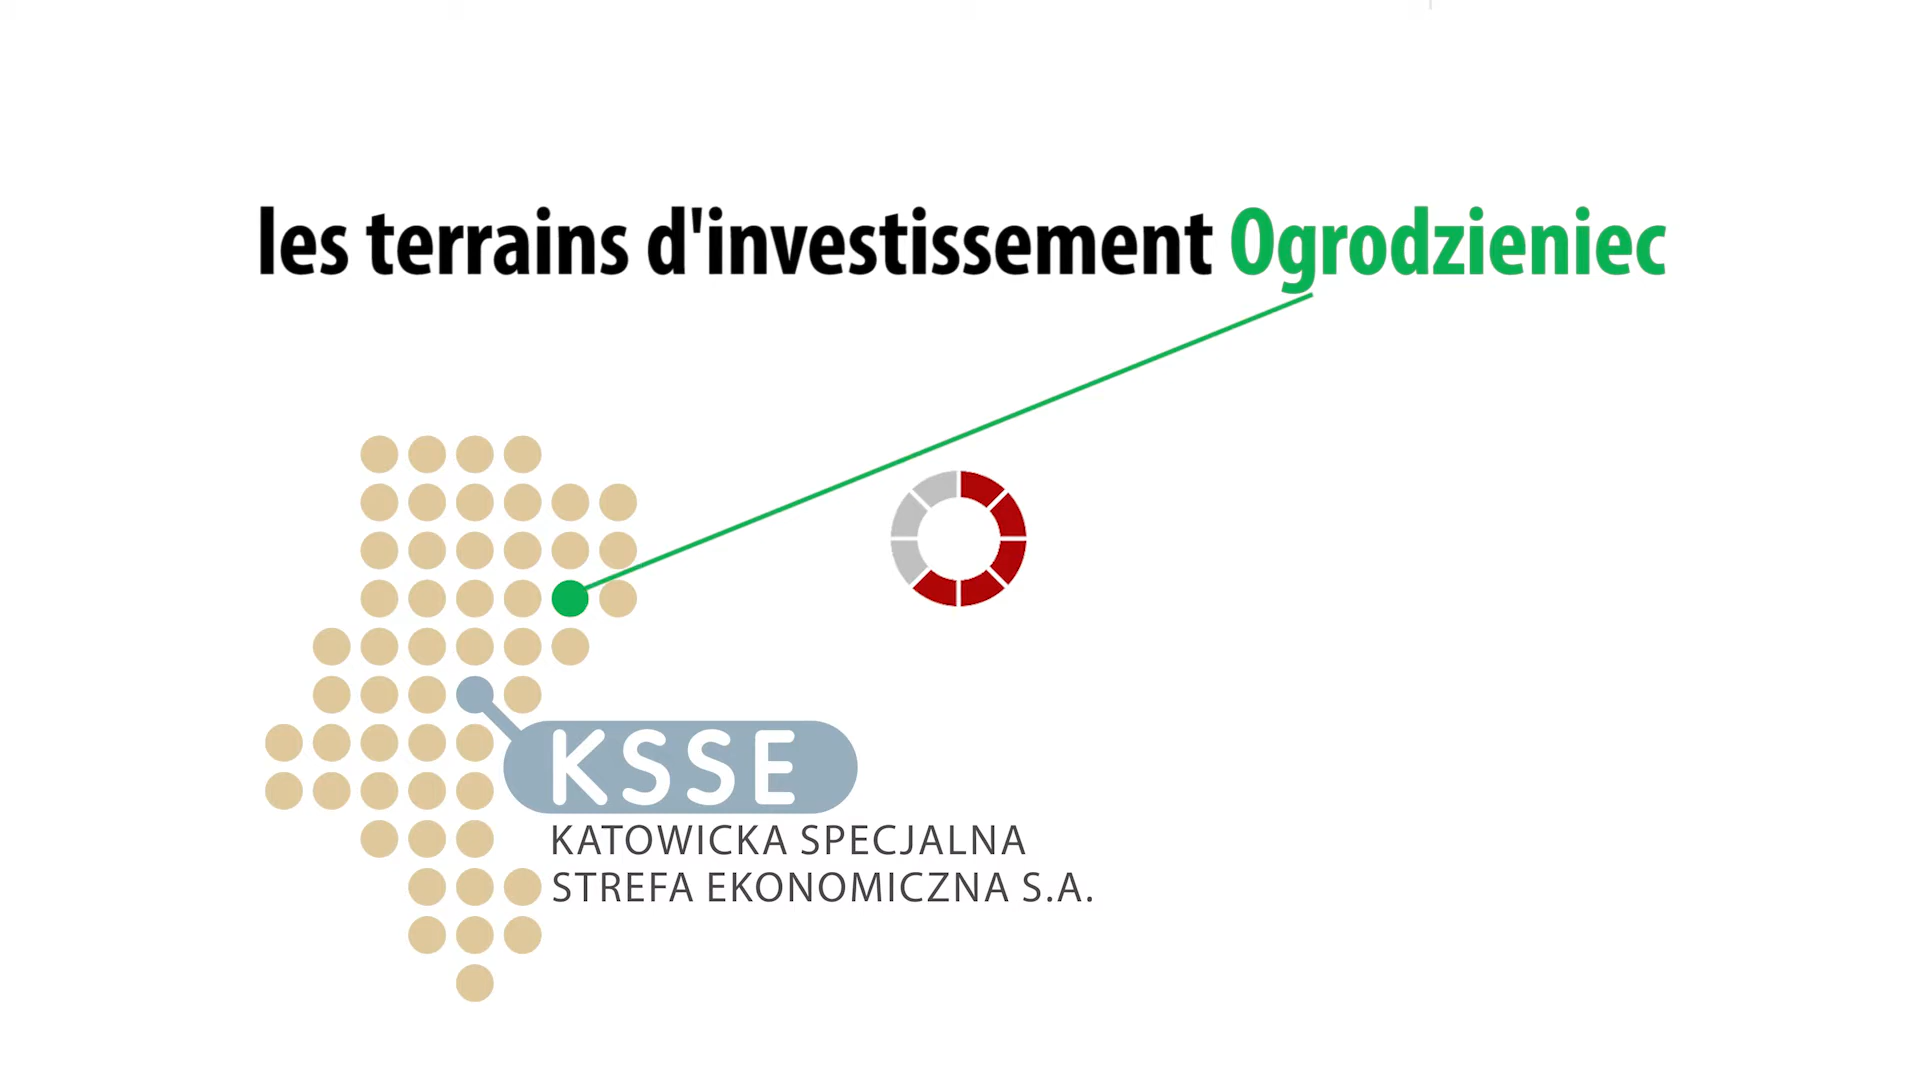 les terrains d'investissement Ogrodzieniec
KSSE
KATOWICKA SPECJALNA
STREFA EKONOMICZNA S.A.